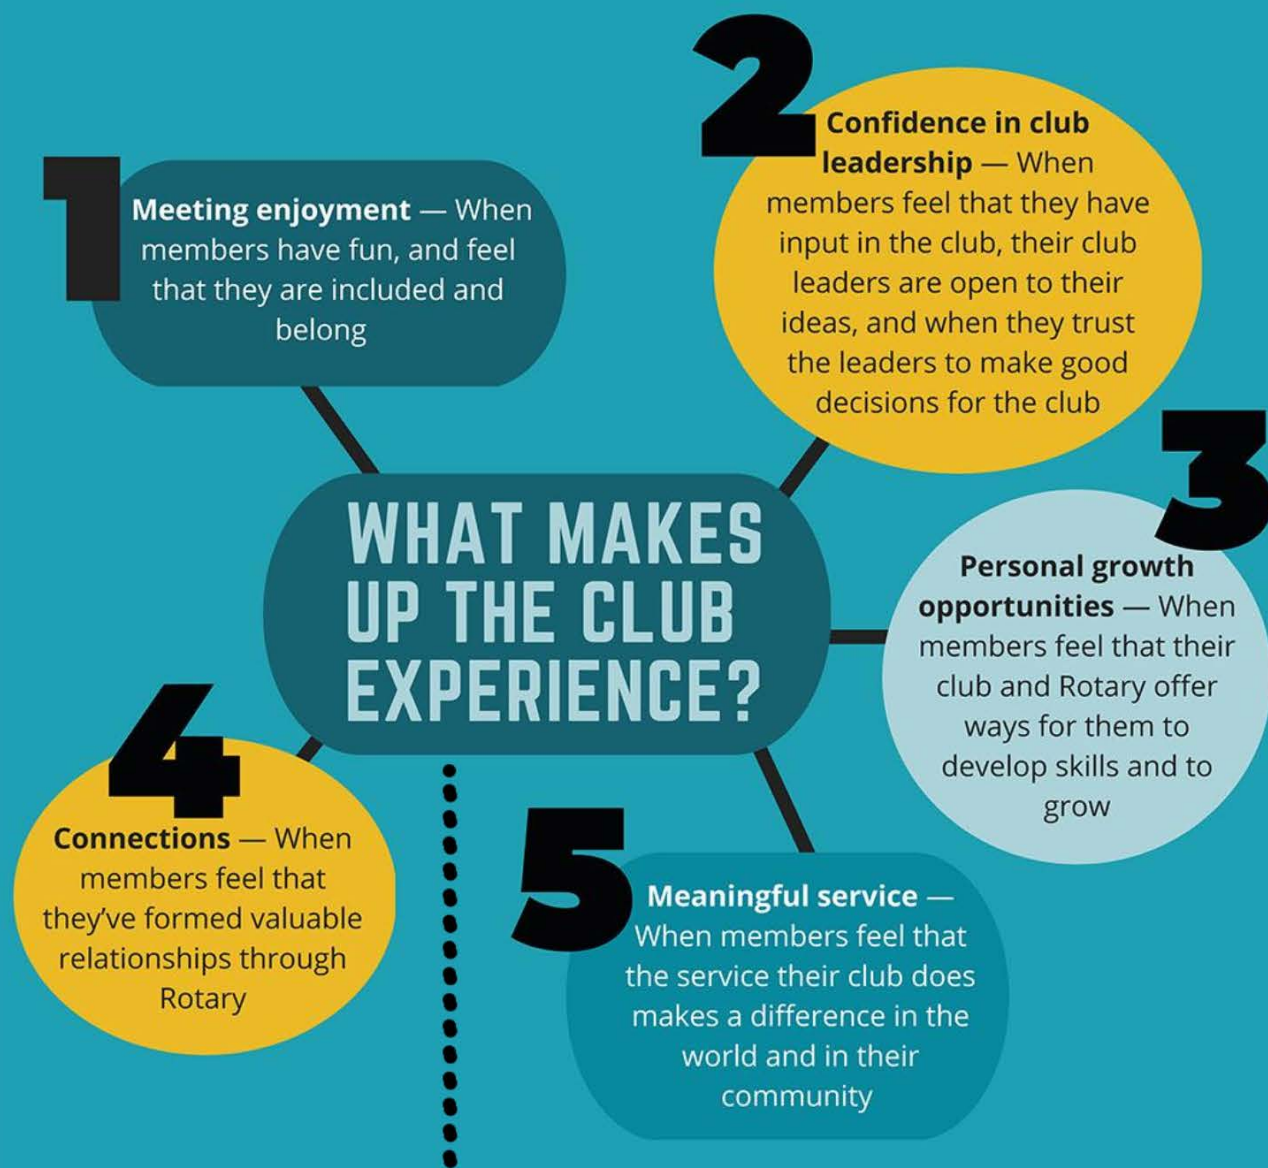 1
Meeting enjoyment — When
members have fun, and feel
that they are included and
belong
2
Confidence in club
leadership — When
members feel that they have
input in the club, their club
leaders are open to their
ideas, and when they trust
the leaders to make good
decisions for the club
WHAT MAKES
UP THE CLUB
EXPERIENCE?
3
Personal growth
opportunities — When
members feel that their
club and Rotary offer
ways for them to
develop skills and to
grow
4
Connections — When
members feel that
they’ve formed valuable
relationships through
Rotary
5
Meaningful service —
When members feel that
the service their club does
makes a difference in the
world and in their
community